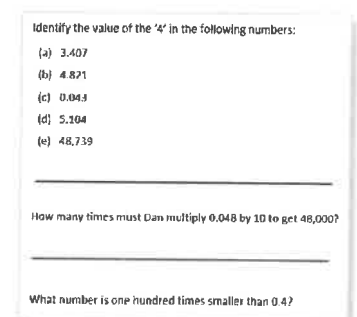 Identify the value of the '4' in the following numbers:
(a) 3.407
(b) 4.821
(c) 0.043
(d) 5.104
(e) 48,739
How many times must Dan multiply 0.048 by 10 to get 48,000?
What number is one hundred times smaller than 0.4?